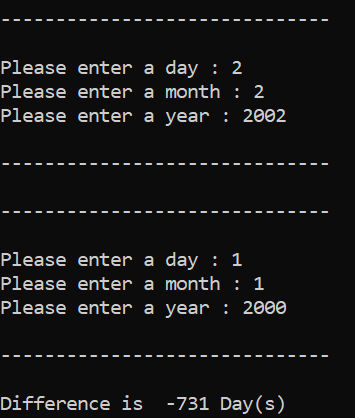 ------------------------------
Please enter a day : 2
Please enter a month : 2
Please enter a year : 2002
------------------------------
------------------------------
Please enter a day : 1
Please enter a month : 1
Please enter a year : 2000
------------------------------
Difference is  -731 Day(s)